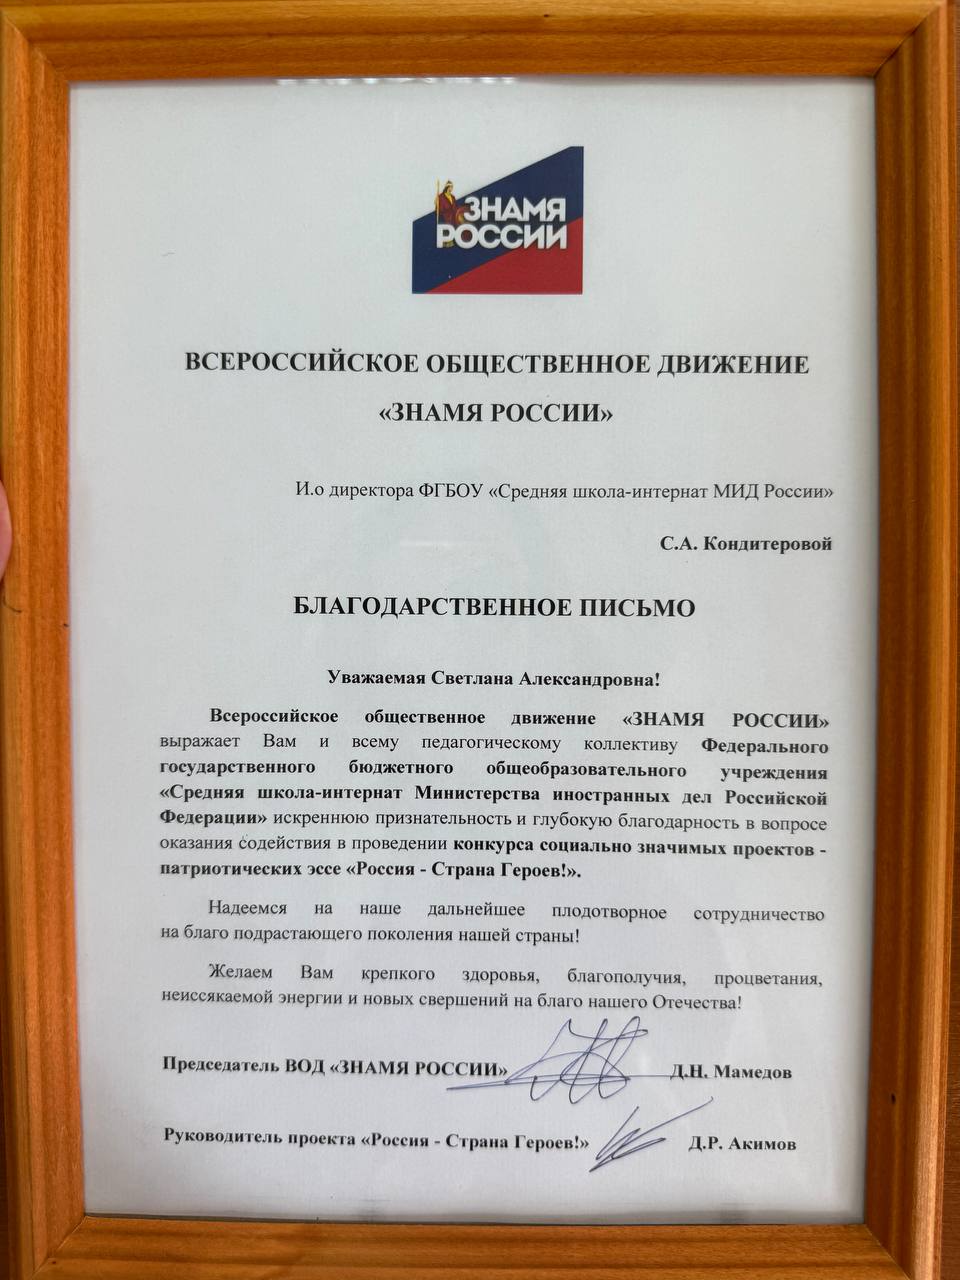 ЗНАМЯ
РОССИИ
ВСЕРОССИЙСКОЕ ОБЩЕСТВЕННОЕ ДВИЖЕНИЕ
«ЗНАМЯ РОССИИ»
И.о директора ФГБОУ «Средняя школа-интернат МИД России»
С.А. Кондитеровой
БЛАГОДАРСТВЕННОЕ ПИСЬМО
Уважаемая Светлана Александровна!
Всероссийское общественное движение «ЗНАМЯ РОССИИ»
выражает Вам и всему педагогическому коллективу Федерального
государственного бюджетного общеобразовательного учреждения
«Средняя школа-интернат Министерства иностранных дел Российской
Федерации» искреннюю признательность и глубокую благодарность в вопросе
оказания содействия в проведении конкурса социально значимых проектов -
патриотических эссе «Россия - Страна Героев!».
Надеемся на наше дальнейшее плодотворное сотрудничество
на благо подрастающего поколения нашей страны!
Желаем Вам крепкого здоровья, благополучия, процветания,
неиссякаемой энергии и новых свершений на благо нашего Отечества!
Председатель ВОД «ЗНАМЯ РОССИИ» Д.Н. Мамедов
Руководитель проекта «Россия - Страна Героев!» Д.Р. Акимов